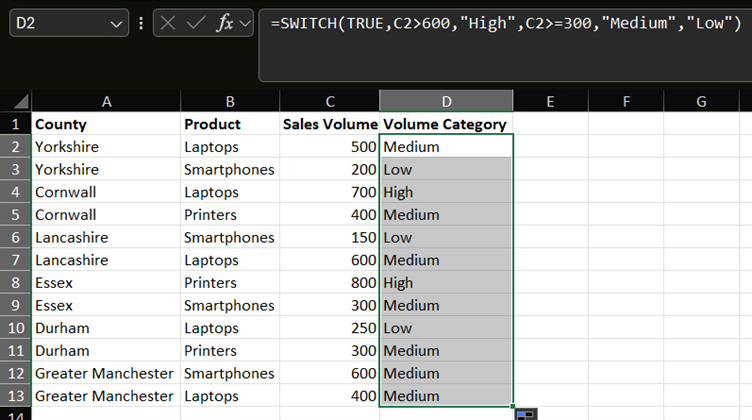 D2 fx =SWITCH(TRUE,C2>600,"High",C2>=300,"Medium","Low")
A B C D E F G
1 County Product Sales Volume Volume Category
2 Yorkshire Laptops 500 Medium
3 Yorkshire Smartphones 200 Low
4 Cornwall Laptops 700 High
5 Cornwall Printers 400 Medium
6 Lancashire Smartphones 150 Low
7 Lancashire Laptops 600 Medium
8 Essex Printers 800 High
9 Essex Smartphones 300 Medium
10 Durham Laptops 250 Low
11 Durham Printers 300 Medium
12 Greater Manchester Smartphones 600 Medium
13 Greater Manchester Laptops 400 Medium
14